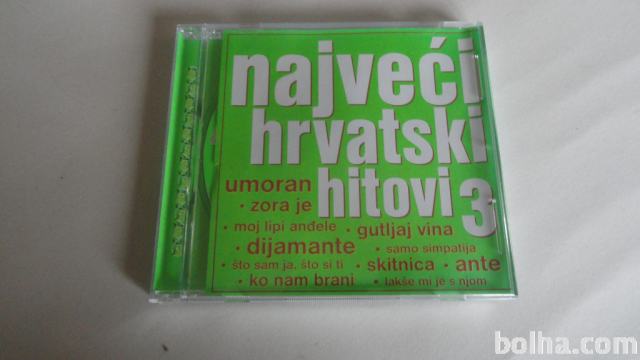 najveći
hrvatski
umoran hitovi 3
· zora je
· moj lipi anđele · gutljaj vina
· dijamante · samo simpatija
· što sam ja, što si ti · skitnica · ante
· ko nam brani · lakše mi je s njom
bolha.com